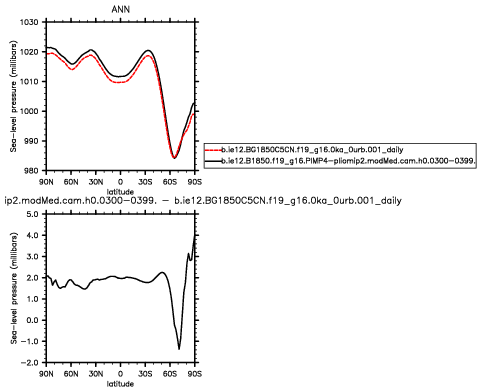 ANN
1030
1020
1010
1000
990
980
Sea-level pressure (millibars)
90N 60N 30N 0 30S 60S 90S
latitude
b.ie12.BG1850C5CN.f19_g16.0ka_0urb.001_daily
b.ie12.B1850.f19_g16.PlMP4-pliomip2.modMed.cam.h0.0300-0399.
ip2.modMed.cam.h0.0300-0399. - b.ie12.BG1850C5CN.f19_g16.0ka_0urb.001_daily
5.0
4.0
3.0
2.0
1.0
0.0
-1.0
-2.0
Sea-level pressure (millibars)
90N 60N 30N 0 30S 60S 90S
latitude